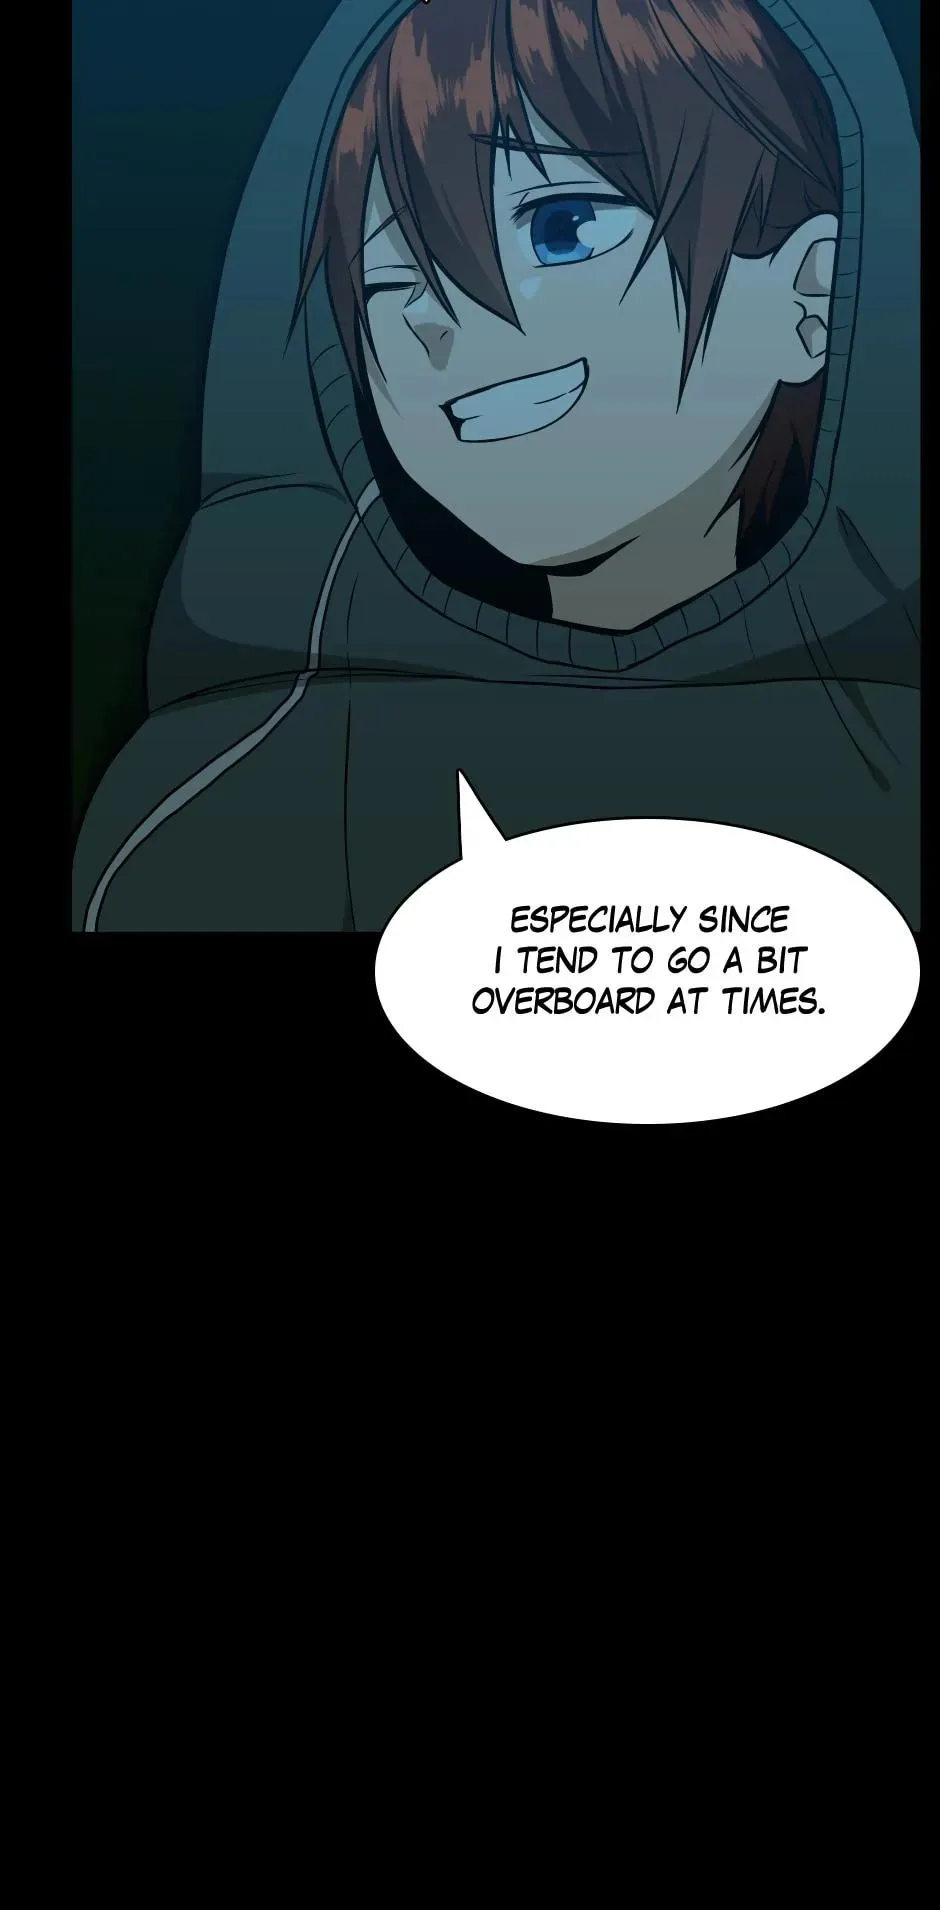 ESPECIALLY SINCE
I TEND TO GO A BIT
OVERBOARD AT TIMES.